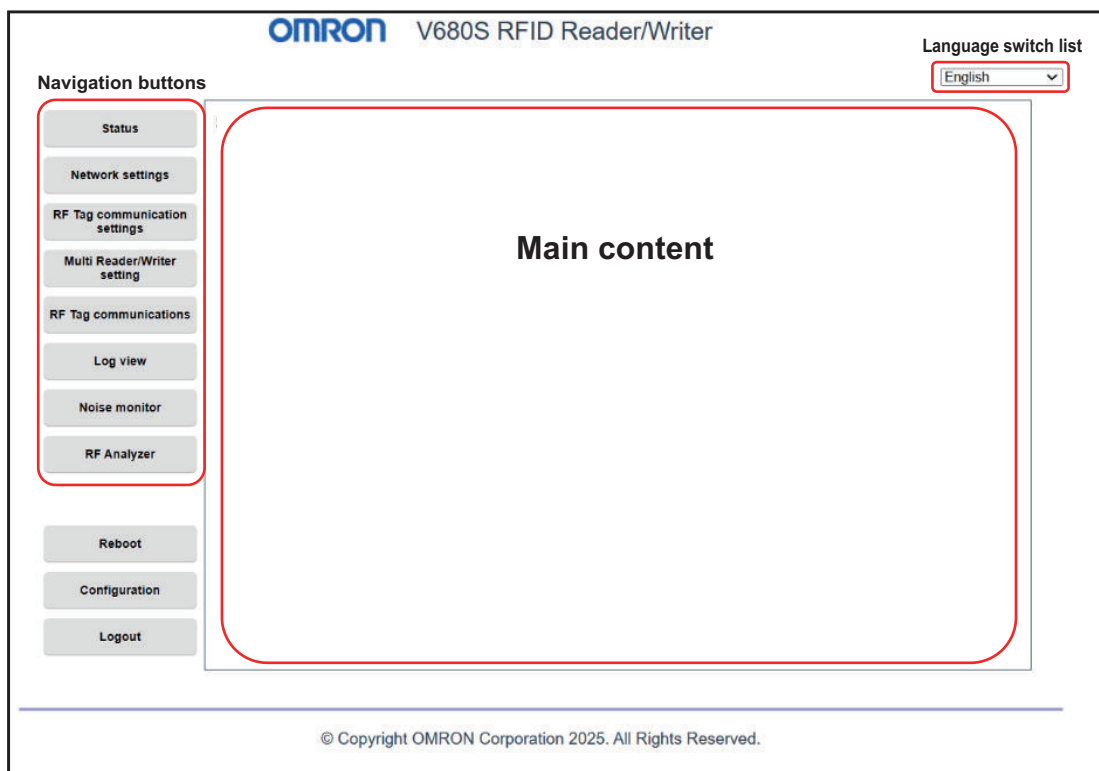 OMRON V680S RFID Reader/Writer
Language switch list
English
Navigation buttons
Status
Network settings
RF Tag communication
settings
Multi Reader/Writer
setting
RF Tag communications
Log view
Noise monitor
RF Analyzer
Reboot
Configuration
Logout
Main content
© Copyright OMRON Corporation 2025. All Rights Reserved.